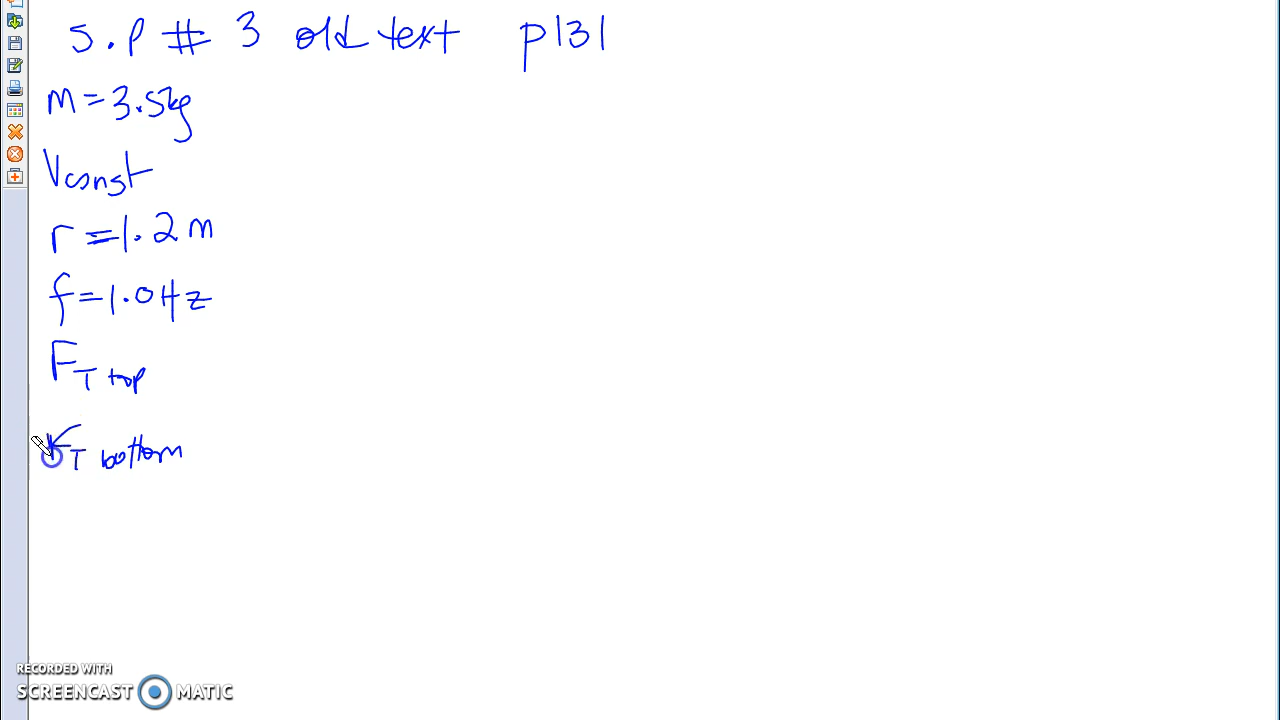 S.P # 3 old text p131
m = 3.5kg
Vconst
r = 1.2 m
f = 1.0Hz
FT top
FT bottom
RECORDED WITH
SCREENCAST MATIC